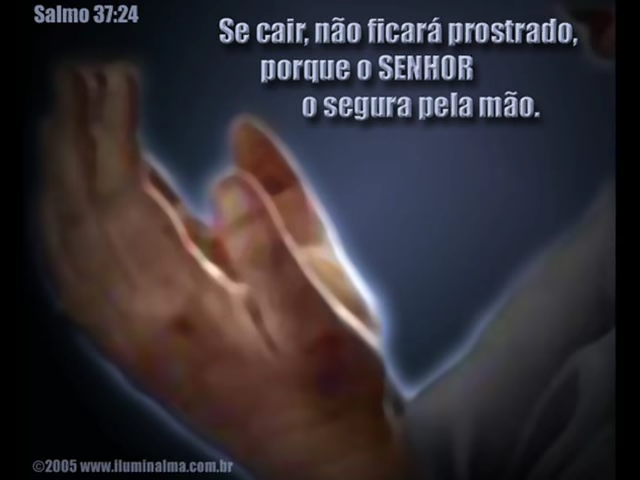 Salmo 37:24
Se cair, não ficará prostrado,
porque o SENHOR
o segura pela mão.
©2005 www.iluminalma.com.br